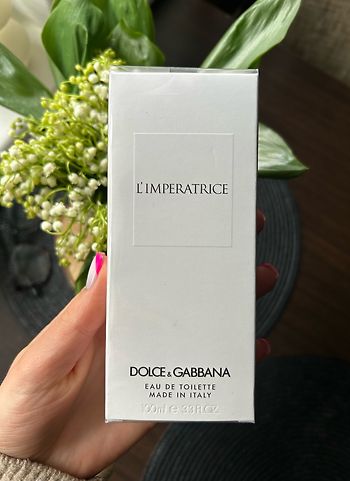 L'IMPERATRICE
DOLCE & GABBANA
EAU DE TOILETTE
MADE IN ITALY
100ml e 3.3 Fl.Oz.